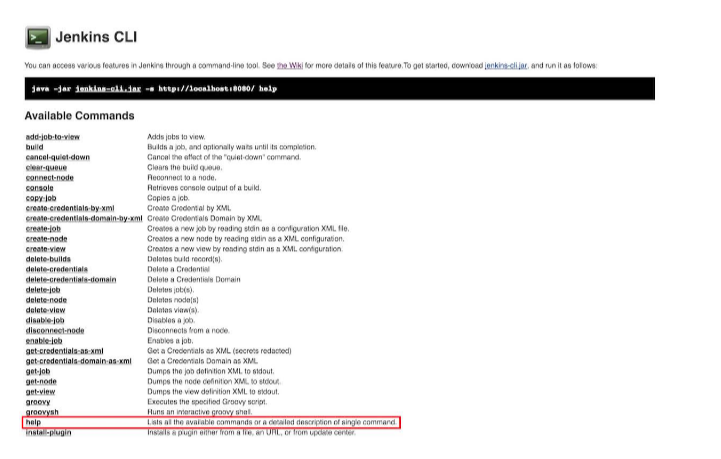 Jenkins CLI
You can access various features in Jenkins through a command-line tool. See the Wiki for more details of this feature.To get started, download jenkins-cli.jar, and run it as follows:
java -jar jenkins-cli.jar -s http://localhost:8080/ help
Available Commands
add-job-to-view Adds jobs to view.
build Builds a job, and optionally waits until its completion.
cancel-quiet-down Cancel the effect of the "quiet-down" command.
clear-queue Clears the build queue.
connect-node Reconnect to a node.
console Retrieves console output of a build.
copy-job Copies a job.
create-credentials-by-xml Create Credential by XML
create-credentials-domain-by-xml Create Credentials Domain by XML
create-job Creates a new job by reading stdin as a configuration XML file.
create-node Creates a new node by reading stdin as a XML configuration.
create-view Creates a new view by reading stdin as a XML configuration.
delete-builds Deletes build record(s).
delete-credentials Delete a Credential
delete-credentials-domain Delete a Credentials Domain
delete-job Deletes job(s).
delete-node Deletes node(s)
delete-view Deletes view(s).
disable-job Disables a job.
disconnect-node Disconnects from a node.
enable-job Enables a job.
get-credentials-as-xml Get a Credentials as XML (secrets redacted)
get-credentials-domain-as-xml Get a Credentials Domain as XML
get-job Dumps the job definition XML to stdout.
get-node Dumps the node definition XML to stdout.
get-view Dumps the view definition XML to stdout.
groovy Executes the specified Groovy script.
groovysh Runs an interactive groovy shell.
help Lists all the available commands or a detailed description of single command.
install-plugin Installs a plugin either from a file, an URL, or from update center.